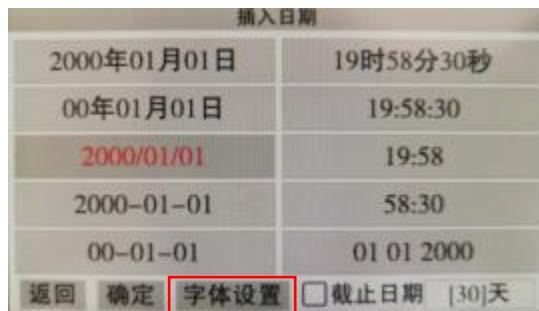 插入日期
2000年01月01日 19时58分30秒
00年01月01日 19:58:30
2000/01/01 19:58
2000-01-01 58:30
00-01-01 01 01 2000
返回 确定 字体设置 截止日期 [30]天